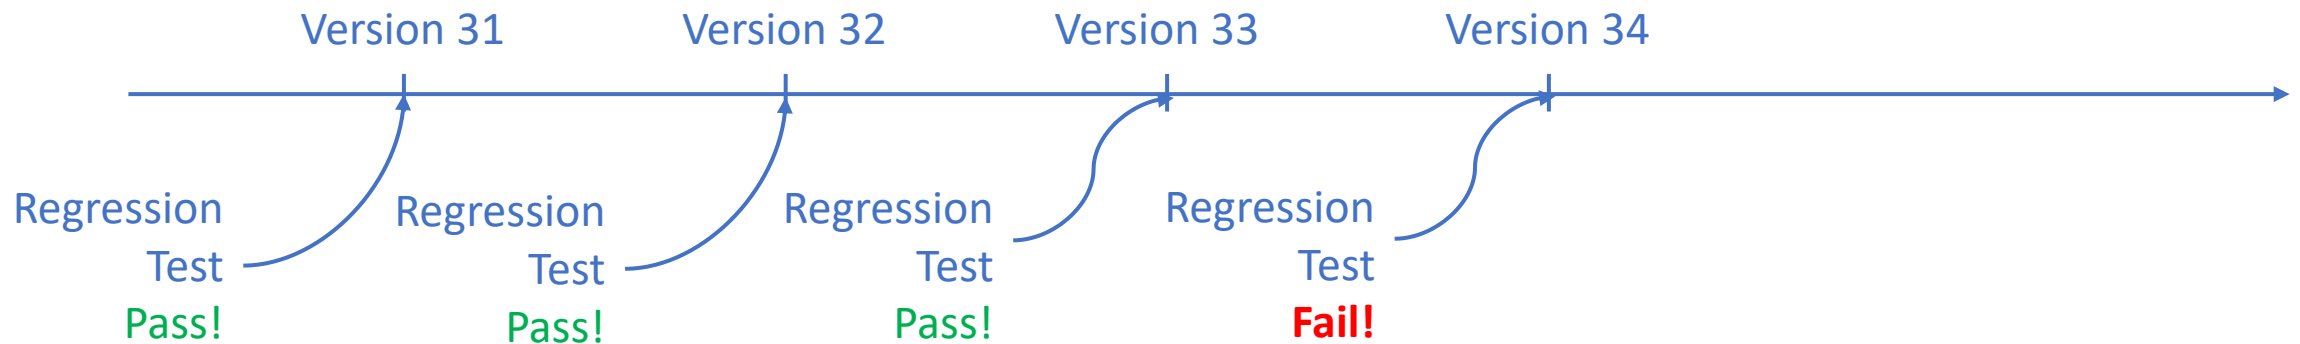 Version 31
Version 32
Version 33
Version 34
Regression
Test
Pass!
Regression
Test
Pass!
Regression
Test
Pass!
Regression
Test
Fail!